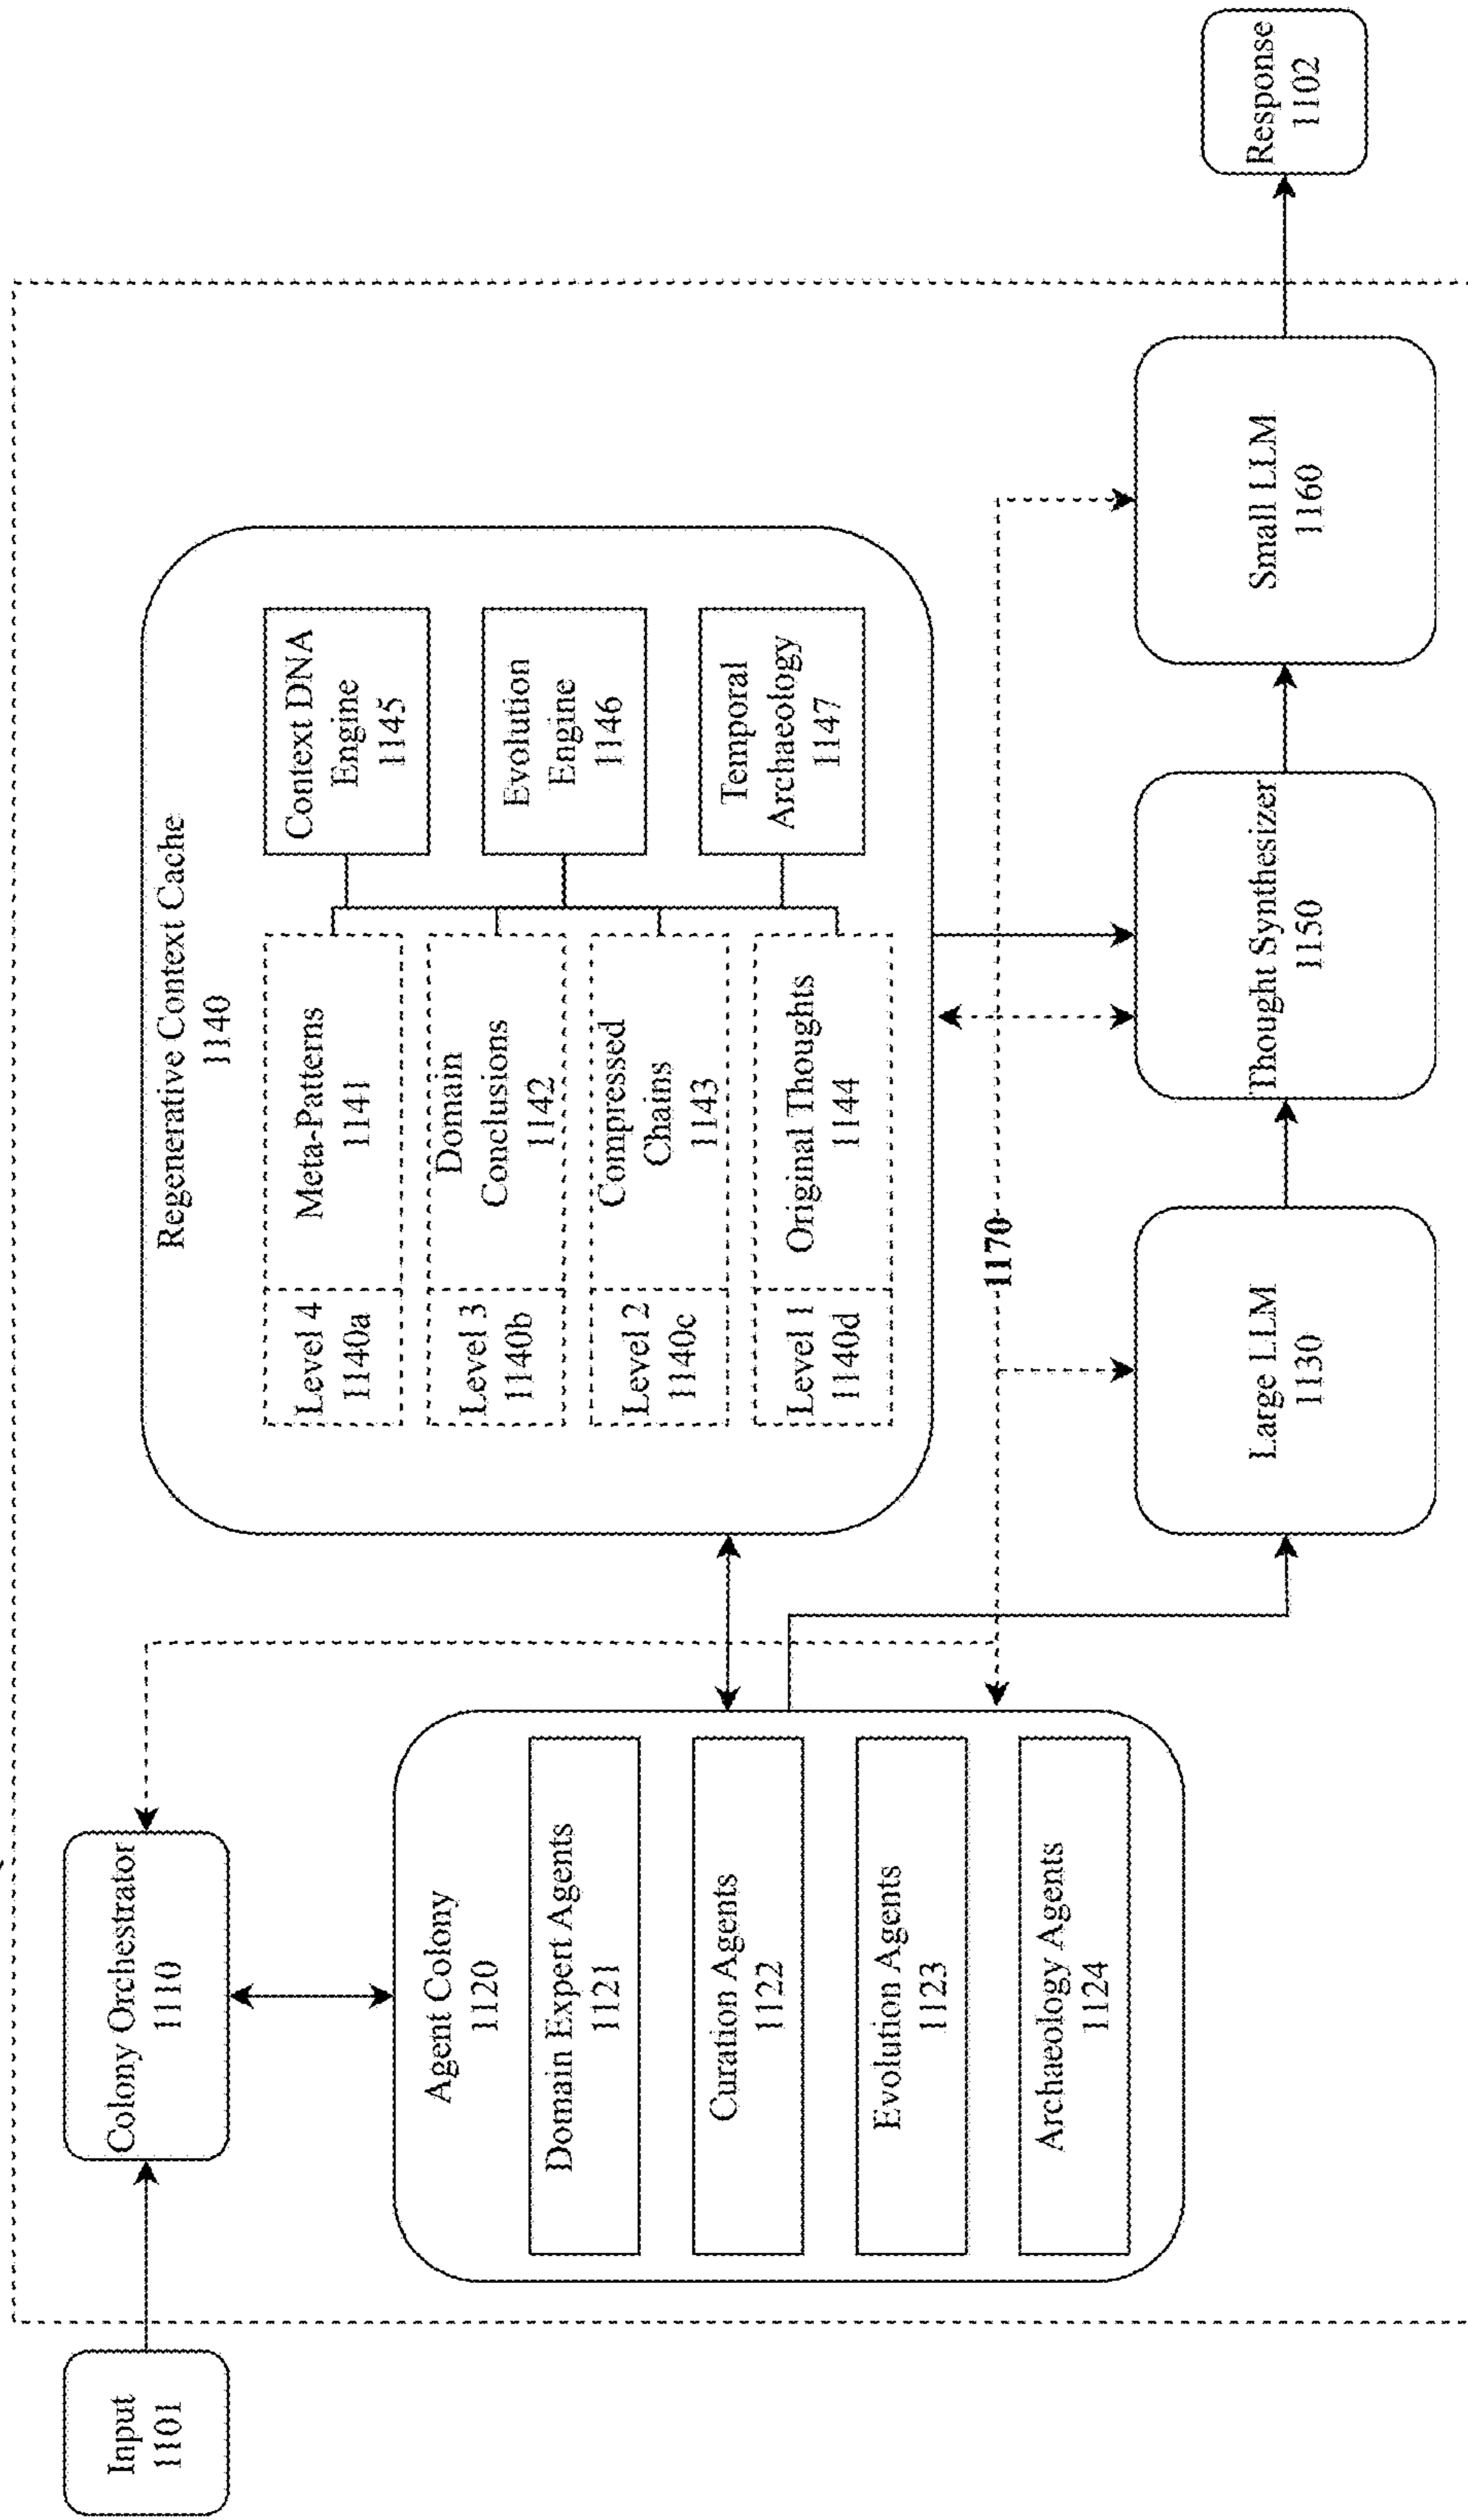 Input
1101
Colony Orchestrator
1110
Agent Colony
1120
Domain Expert Agents
1121
Curation Agents
1122
Evolution Agents
1123
Archaeology Agents
1124
Regenerative Context Cache
1140
Level 4
1140a
Meta-Patterns
1141
Level 3
1140b
Domain
Conclusions
1142
Level 2
1140c
Compressed
Chains
1143
Level 1
1140d
Original Thoughts
1144
Context DNA
Engine
1145
Evolution
Engine
1146
Temporal
Archaeology
1147
1170
Large LLM
1130
Thought Synthesizer
1150
Small LLM
1160
Response
1102